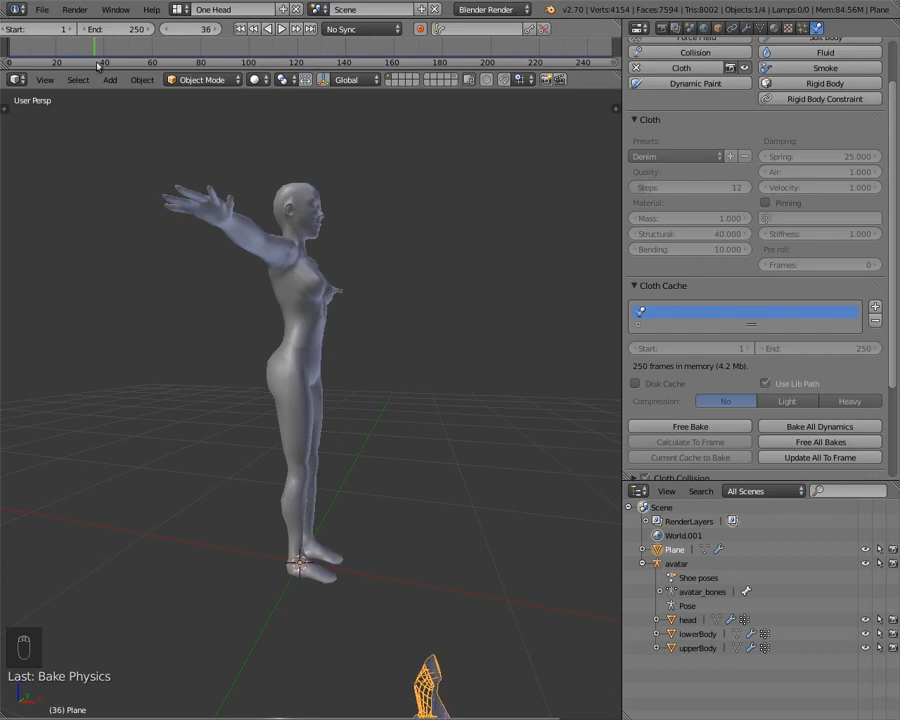 File Render Window Help One Head Scene Blender Render v2.70 | Verts:4154 | Faces:7594 | Tris:8002 | Objects:1/4 | Lamps:0/0 | Mem:84.56M | Plane
Start: 1 End: 250 36 No Sync
0 20 40 60 80 100 120 140 160 180 200 220 240
View Select Add Object Object Mode Global
User Persp
Collision Fluid
Cloth Smoke
Dynamic Paint Rigid Body
Rigid Body Constraint
Cloth
Presets: Damping:
Denim Spring: 25.000
Quality: Air: 1.000
Steps: 12 Velocity: 1.000
Material: Pinning
Mass: 1.000
Structural: 40.000 Stiffness: 1.000
Bending: 10.000 Pre roll:
Frames: 0
Cloth Cache
Start: 1 End: 250
250 frames in memory (4.2 Mb).
Disk Cache Use Lib Path
Compression: No Light Heavy
Free Bake Bake All Dynamics
Calculate To Frame Free All Bakes
Current Cache to Bake Update All To Frame
Cloth Collision
View Search All Scenes
Scene
RenderLayers |
World.001
Plane |
avatar
Shoe poses
avatar_bones |
Pose
head |
lowerBody |
upperBody |
Last: Bake Physics
(36) Plane